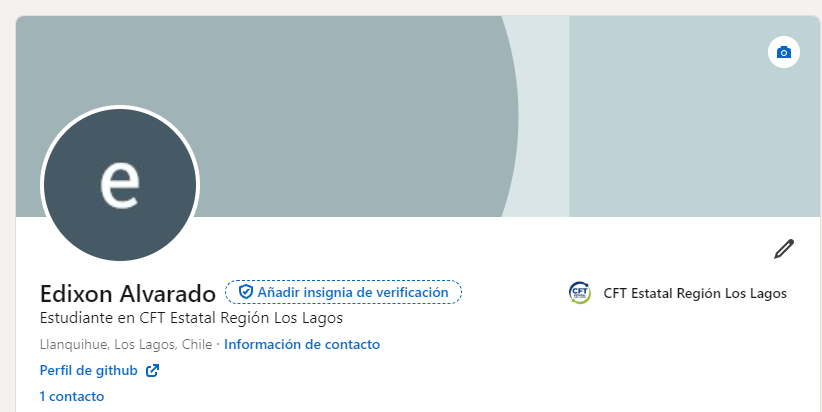 e
Edixon Alvarado
Añadir insignia de verificación
CFT
CFT Estatal Región Los Lagos
Estudiante en CFT Estatal Región Los Lagos
Llanquihue, Los Lagos, Chile · Información de contacto
Perfil de github
1 contacto